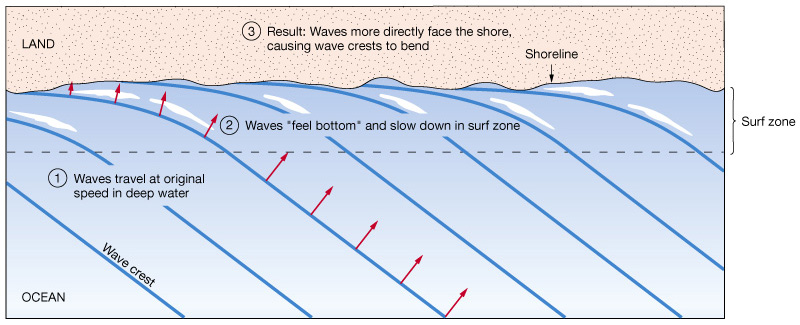 ③ Result: Waves more directly face the shore,
causing wave crests to bend
LAND
Shoreline
Surf zone
② Waves "feel bottom" and slow down in surf zone
① Waves travel at original
speed in deep water
Wave crest
OCEAN